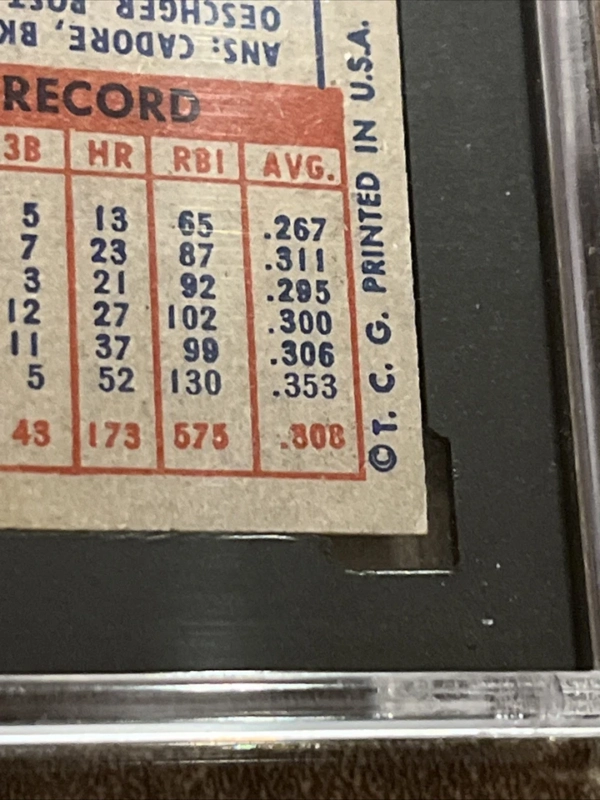 ANS: CADORE,
OESCHGER
RECORD
3B HR RBI AVG.
5 13 65 .267
7 23 87 .311
3 21 92 .295
12 27 102 .300
11 37 99 .306
5 52 130 .353
43 173 575 .308
©T. C. G. PRINTED IN U.S.A.